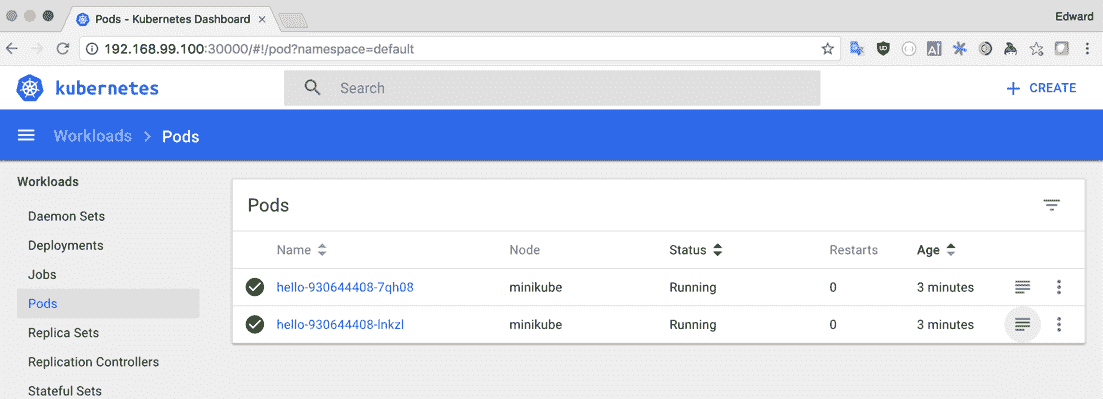 Pods - Kubernetes Dashboard
Edward
192.168.99.100:30000/#!/pod?namespace=default
kubernetes
Search
CREATE
Workloads > Pods
Workloads
Daemon Sets
Deployments
Jobs
Pods
Replica Sets
Replication Controllers
Stateful Sets
Pods
Name Node Status Restarts Age
hello-930644408-7qh08 minikube Running 0 3 minutes
hello-930644408-lnkzl minikube Running 0 3 minutes